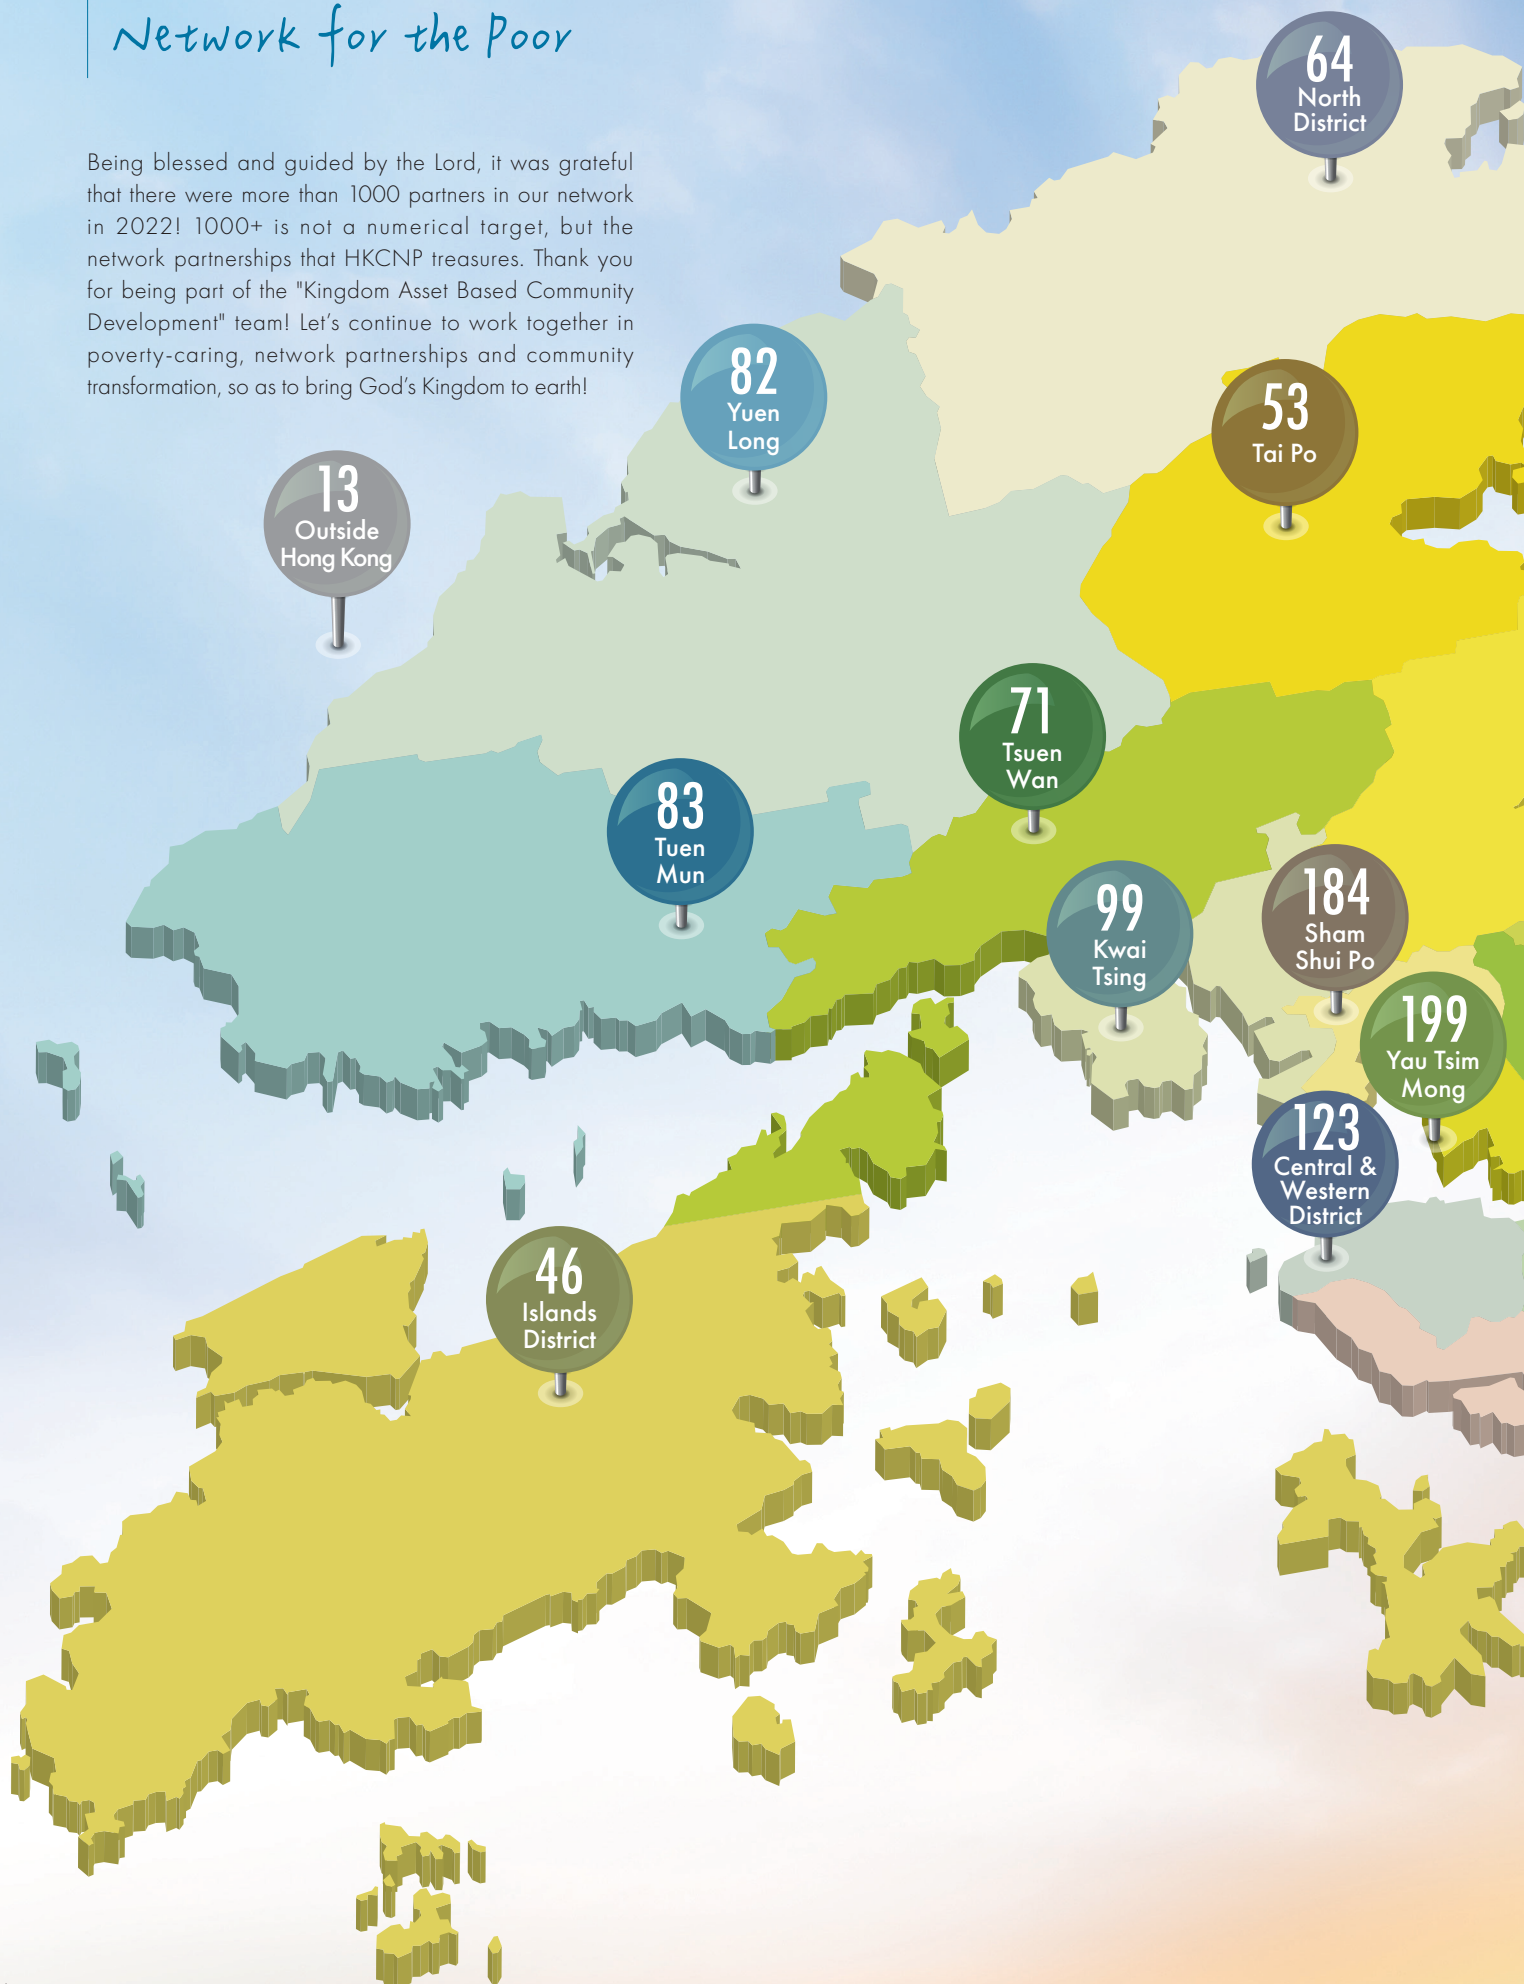 Network for the Poor
Being blessed and guided by the Lord, it was grateful
that there were more than 1000 partners in our network
in 2022! 1000+ is not a numerical target, but the
network partnerships that HKCNP treasures. Thank you
for being part of the "Kingdom Asset Based Community
Development" team! Let's continue to work together in
poverty-caring, network partnerships and community
transformation, so as to bring God's Kingdom to earth!
64
North
District
82
Yuen
Long
53
Tai Po
13
Outside
Hong Kong
71
Tsuen
Wan
83
Tuen
Mun
99
Kwai
Tsing
184
Sham
Shui Po
199
Yau Tsim
Mong
123
Central &
Western
District
46
Islands
District